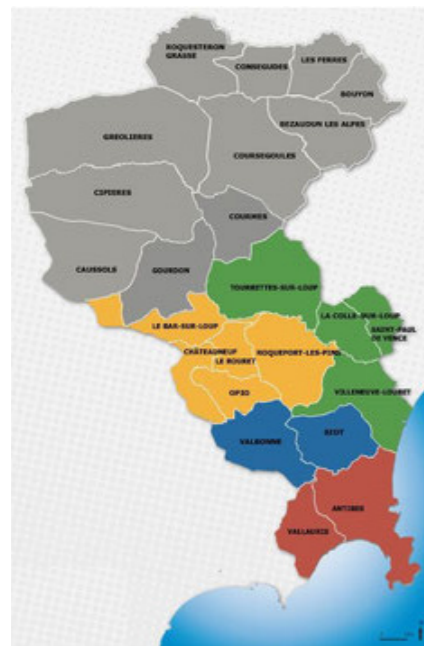 ROQUESTERON
GRASSE
CONSEGUDES
LES FERRES
BOUYON
BEZAUDUN LES ALPES
GREOLIERES
COURSEGOULES
CIPIERES
COURMES
CAUSSOLS
GOURDON
TOURRETTES-SUR-LOUP
LA COLLE-SUR-LOUP
SAINT-PAUL
DE VENCE
LE BAR-SUR-LOUP
CHÂTEAUNEUF
LE ROURET
ROQUEFORT-LES-PINS
OPIO
VILLENEUVE-LOUBET
VALBONNE
BIOT
ANTIBES
VALLAURIS